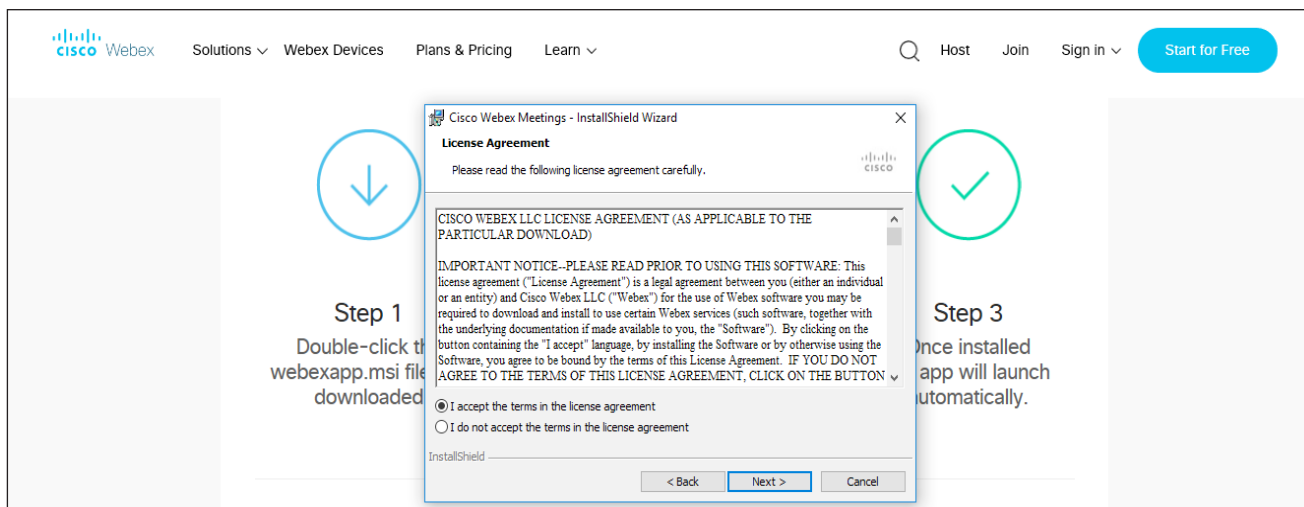 CISCO Webex
Solutions Webex Devices Plans & Pricing Learn
Host Join Sign in Start for Free
Cisco Webex Meetings - InstallShield Wizard
License Agreement
Please read the following license agreement carefully.
CISCO
CISCO WEBEX LLC LICENSE AGREEMENT (AS APPLICABLE TO THE
PARTICULAR DOWNLOAD)
IMPORTANT NOTICE--PLEASE READ PRIOR TO USING THIS SOFTWARE: This
license agreement ("License Agreement") is a legal agreement between you (either an individual
or an entity) and Cisco Webex LLC ("Webex") for the use of Webex software you may be
required to download and install to use certain Webex services (such software, together with
the underlying documentation if made available to you, the "Software"). By clicking on the
button containing the "I accept" language, by installing the Software or by otherwise using the
Software, you agree to be bound by the terms of this License Agreement. IF YOU DO NOT
AGREE TO THE TERMS OF THIS LICENSE AGREEMENT, CLICK ON THE BUTTON
I accept the terms in the license agreement
I do not accept the terms in the license agreement
InstallShield
< Back Next > Cancel
Step 1
Double-click
webexapp.msi
downloaded
Step 3
installed
app will launch
automatically.